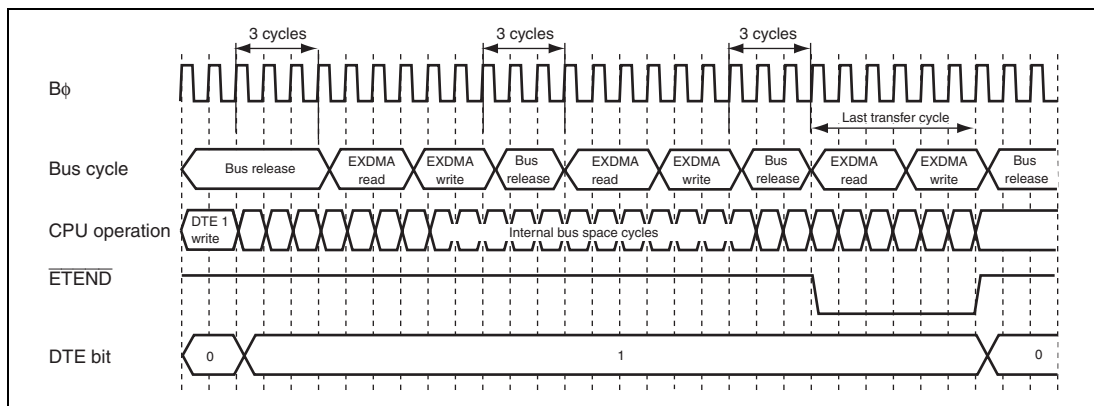 3 cycles 3 cycles 3 cycles
Bϕ
Last transfer cycle
Bus cycle Bus release EXDMA read EXDMA write Bus release EXDMA read EXDMA write Bus release EXDMA read EXDMA write Bus release
CPU operation DTE 1 write Internal bus space cycles
ETEND
DTE bit 0 1 0